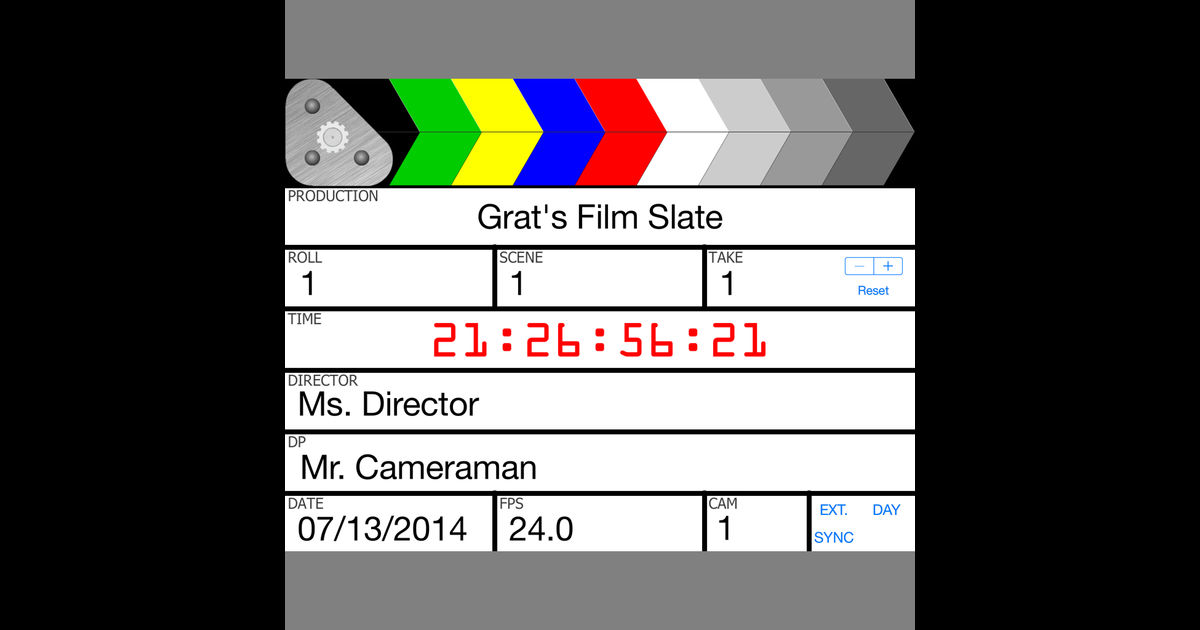 PRODUCTION
Grat's Film Slate
ROLL SCENE TAKE
1 1 1 − +
Reset
TIME
21:26:56:21
DIRECTOR
Ms. Director
DP
Mr. Cameraman
DATE FPS CAM
07/13/2014 24.0 1 EXT. DAY
SYNC